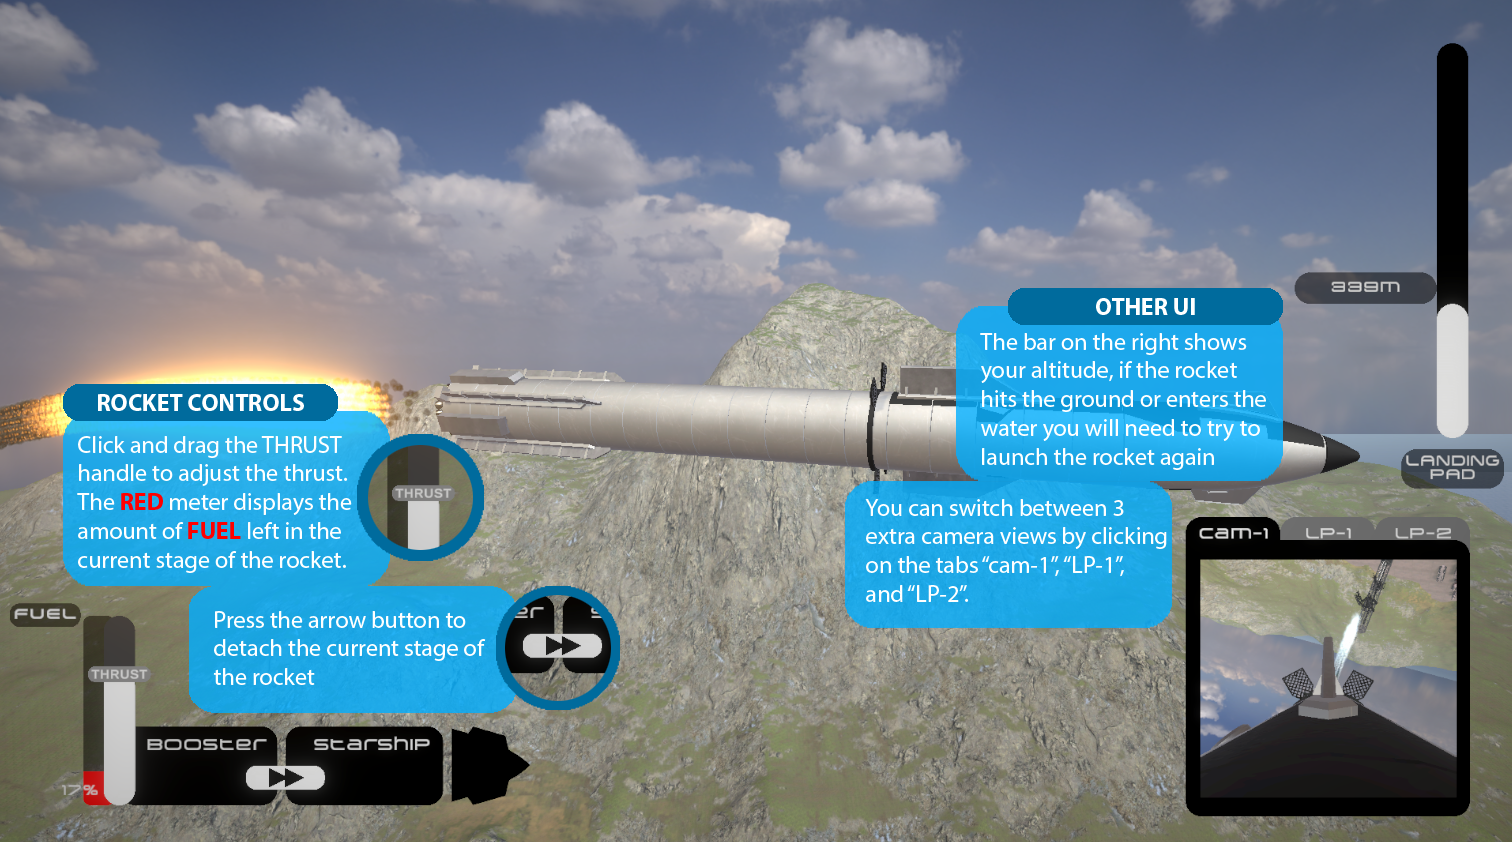 339m
OTHER UI
The bar on the right shows
your altitude, if the rocket
hits the ground or enters the
water you will need to try to
launch the rocket again
ROCKET CONTROLS
Click and drag the THRUST
handle to adjust the thrust.
The RED meter displays the
amount of FUEL left in the
current stage of the rocket.
THRUST
LANDING
PAD
You can switch between 3
extra camera views by clicking
on the tabs “cam-1”, “LP-1”,
and “LP-2”.
cam-1
LP-1
LP-2
FUEL
Press the arrow button to
detach the current stage of
the rocket
er
s
THRUST
Booster
starship
17%